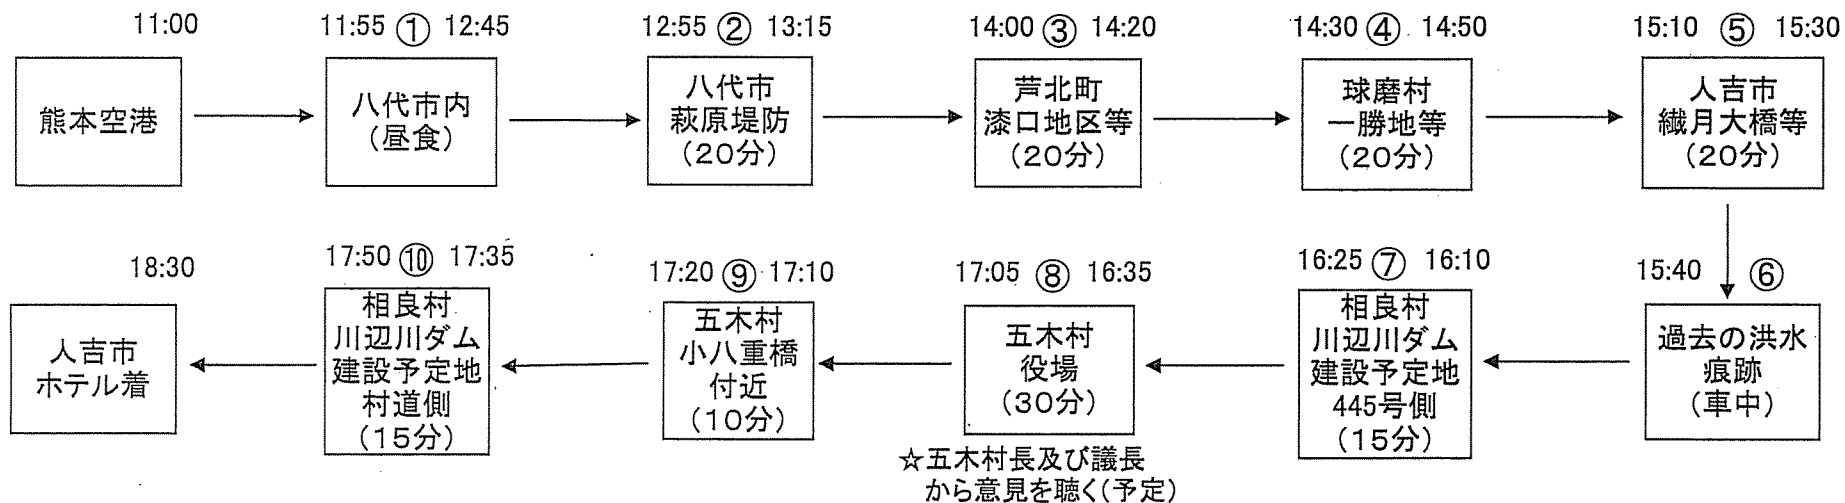 11:00
熊本空港
11:55 ① 12:45
八代市内
(昼食)
12:55 ② 13:15
八代市
萩原堤防
(20分)
14:00 ③ 14:20
芦北町
漆口地区等
(20分)
14:30 ④ 14:50
球磨村
一勝地等
(20分)
15:10 ⑤ 15:30
人吉市
繊月大橋等
(20分)
15:40 ⑥
過去の洪水
痕跡
(車中)
16:25 ⑦ 16:10
相良村
川辺川ダム
建設予定地
445号側
(15分)
17:05 ⑧ 16:35
五木村
役場
(30分)
☆五木村長及び議長
から意見を聴く(予定)
17:20 ⑨ 17:10
五木村
小八重橋
付近
(10分)
17:50 ⑩ 17:35
相良村
川辺川ダム
建設予定地
村道側
(15分)
18:30
人吉市
ホテル着